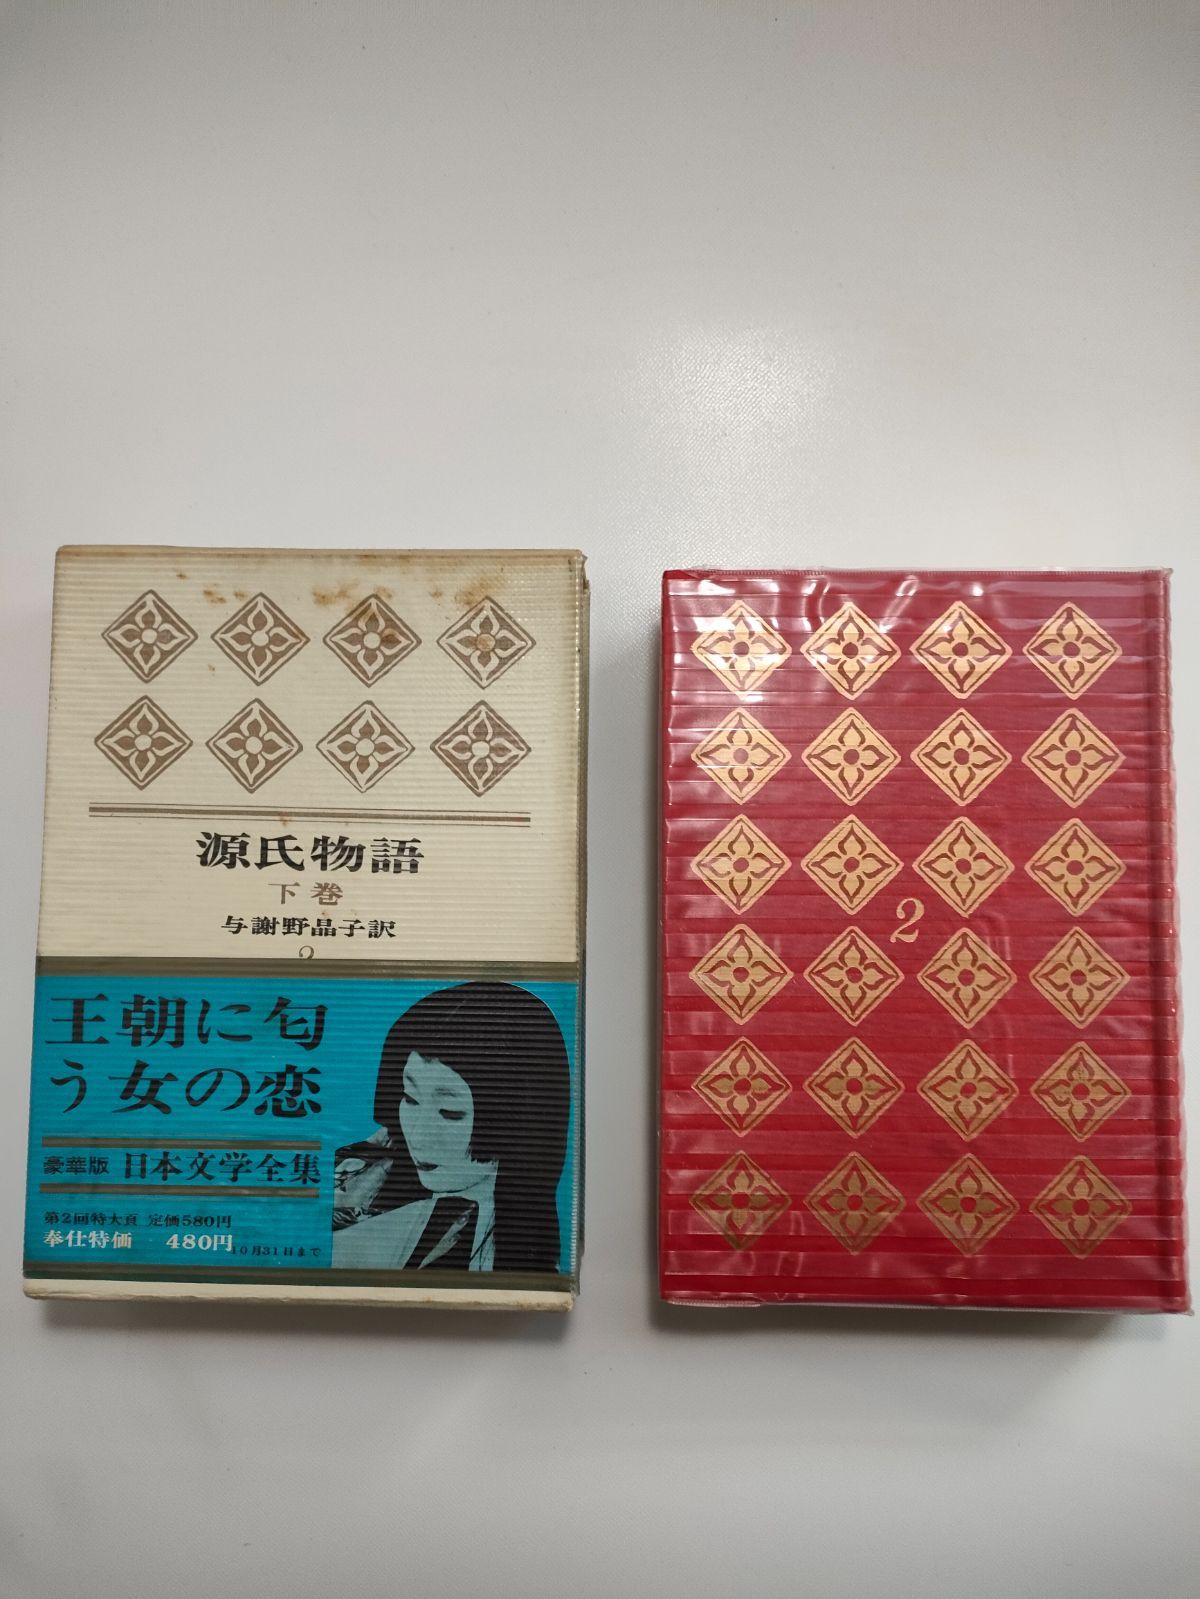 源氏物語
下巻
与謝野晶子訳
2
王朝に匂
う女の恋
豪華版 日本文学全集
第2回特大頁 定価580円
奉仕特価 480円 10月31日まで
2